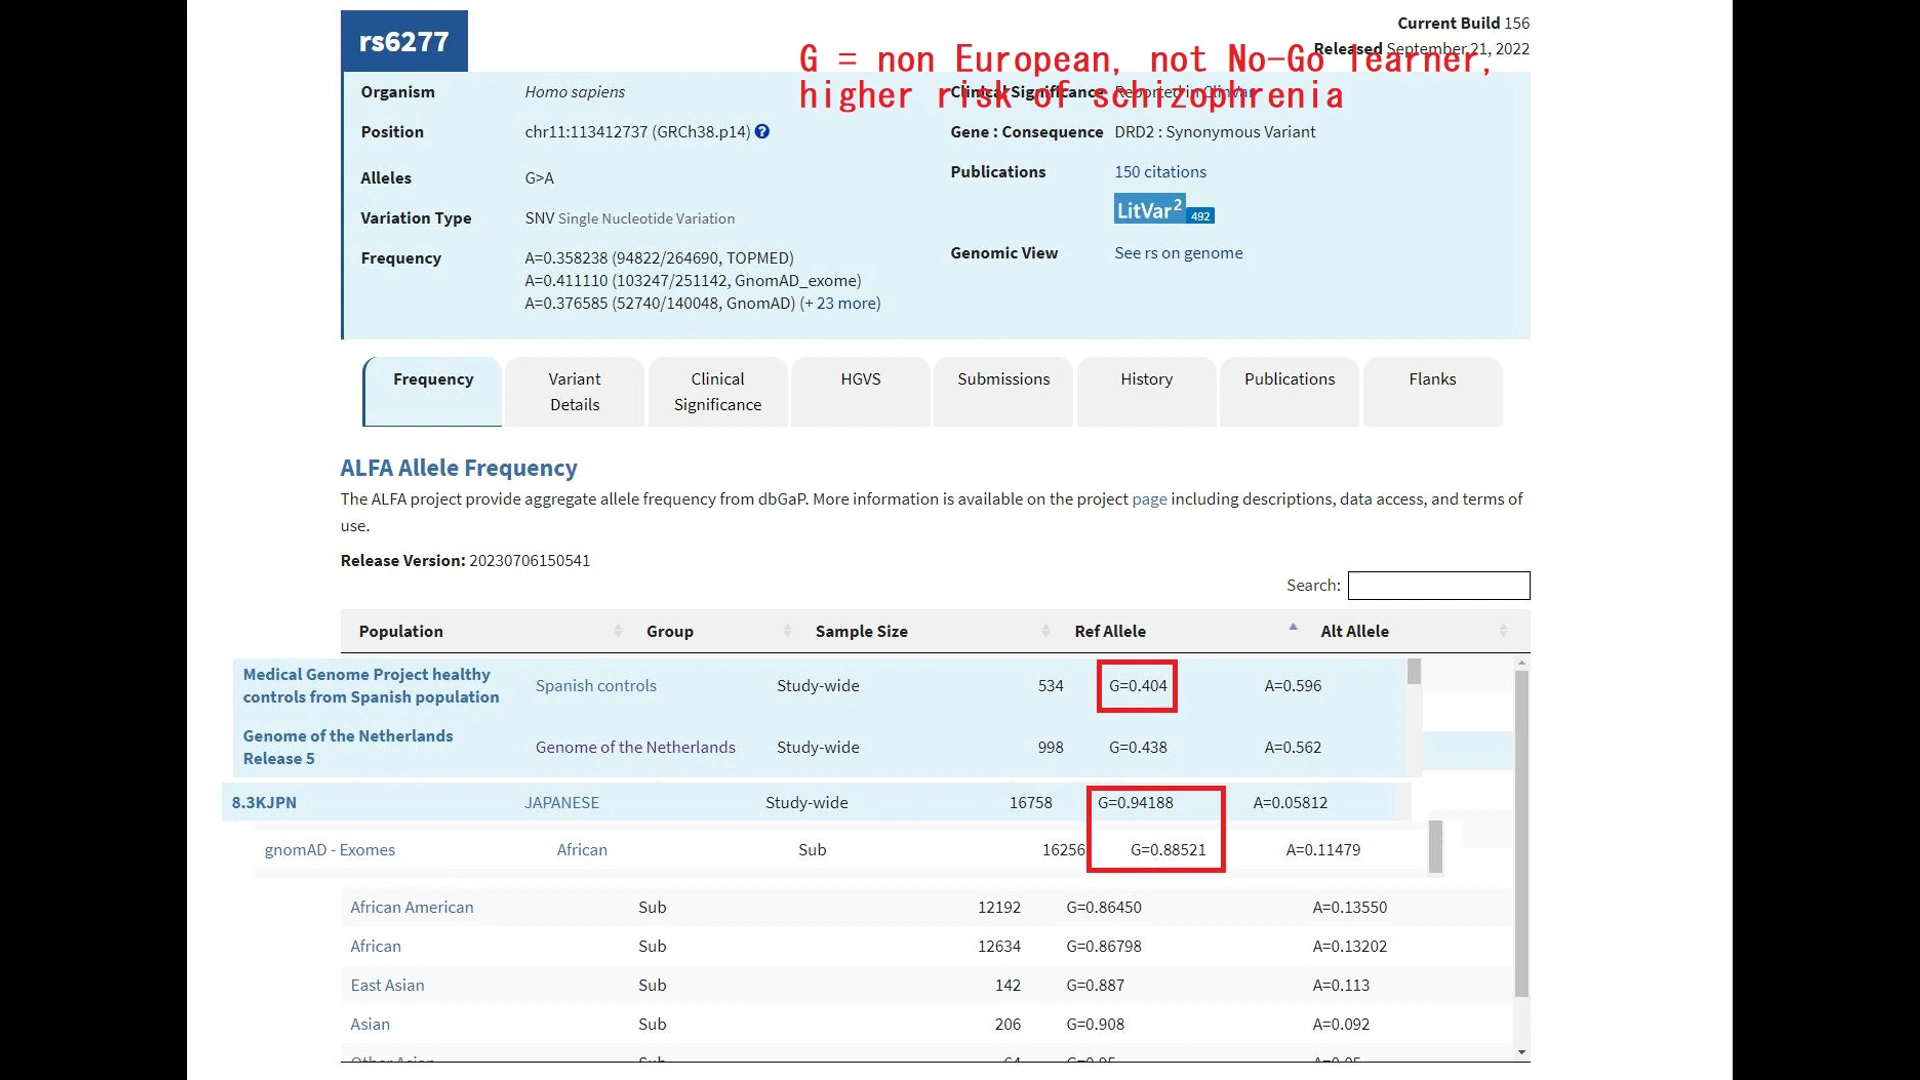 rs6277
Current Build 156
Released September 21, 2022
G = non European, not No-Go learner,
higher risk of schizophrenia
Organism Homo sapiens
Clinical Significance Reported in ClinVar
Position chr11:113412737 (GRCh38.p14) ?
Gene : Consequence DRD2 : Synonymous Variant
Alleles G>A
Publications 150 citations
LitVar2 492
Variation Type SNV Single Nucleotide Variation
Frequency A=0.358238 (94822/264690, TOPMED)
A=0.411110 (103247/251142, GnomAD_exome)
A=0.376585 (52740/140048, GnomAD) (+ 23 more)
Genomic View See rs on genome
Frequency
Variant
Details
Clinical
Significance
HGVS
Submissions
History
Publications
Flanks
ALFA Allele Frequency
The ALFA project provide aggregate allele frequency from dbGaP. More information is available on the project page including descriptions, data access, and terms of
use.
Release Version: 20230706150541
Search:
Population Group Sample Size Ref Allele Alt Allele
Medical Genome Project healthy
controls from Spanish population
Spanish controls Study-wide 534 G=0.404 A=0.596
Genome of the Netherlands
Release 5
Genome of the Netherlands Study-wide 998 G=0.438 A=0.562
8.3KJPN JAPANESE Study-wide 16758 G=0.94188 A=0.05812
gnomAD - Exomes African Sub 16256 G=0.88521 A=0.11479
African American Sub 12192 G=0.86450 A=0.13550
African Sub 12634 G=0.86798 A=0.13202
East Asian Sub 142 G=0.887 A=0.113
Asian Sub 206 G=0.908 A=0.092
Other Asian Sub 64 G=0.95 A=0.05